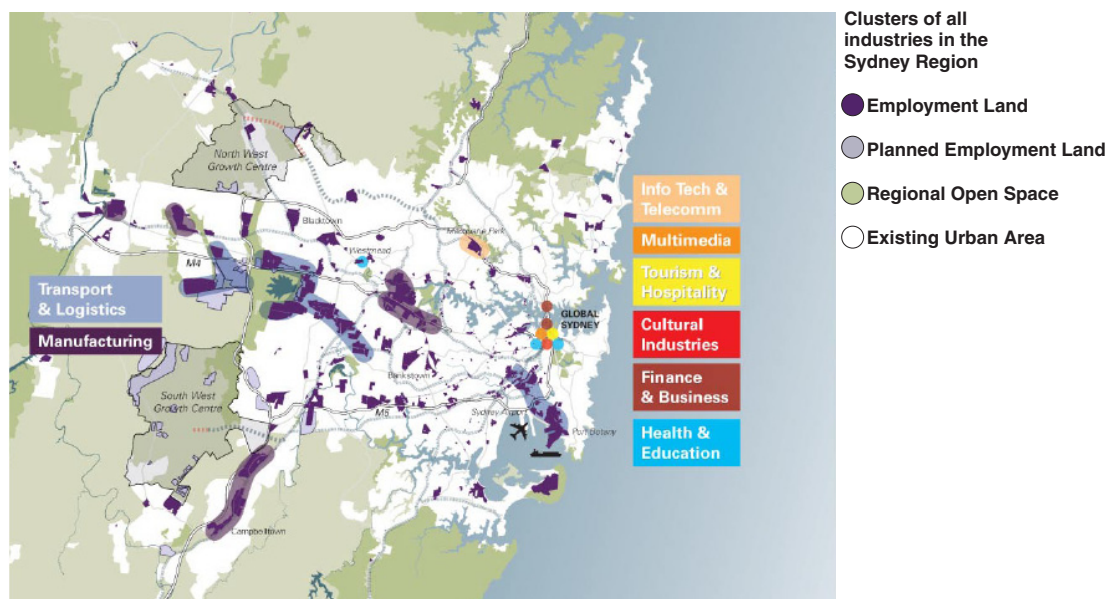 Clusters of all
industries in the
Sydney Region
Employment Land
Planned Employment Land
Regional Open Space
Existing Urban Area
North West
Growth Centre
Blacktown
Macquarie Park
Westmead
M4
Info Tech &
Telecomm
Multimedia
Tourism &
Hospitality
Cultural
Industries
Finance
& Business
Health &
Education
Transport
& Logistics
Manufacturing
GLOBAL
SYDNEY
South West
Growth Centre
Bankstown
M5
Sydney Airport
Port Botany
Campbelltown